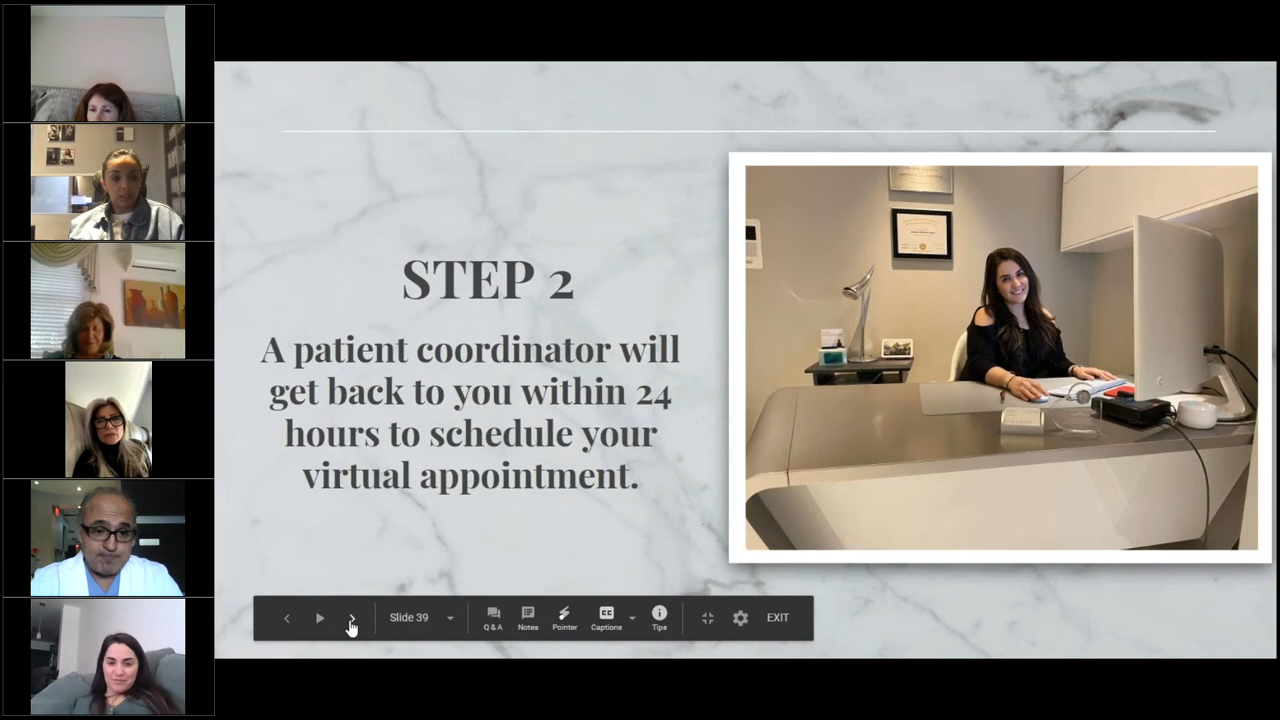 STEP 2
A patient coordinator will
get back to you within 24
hours to schedule your
virtual appointment.
Slide 39
Q & A
Notes
Pointer
Captions
CC
Tips
EXIT